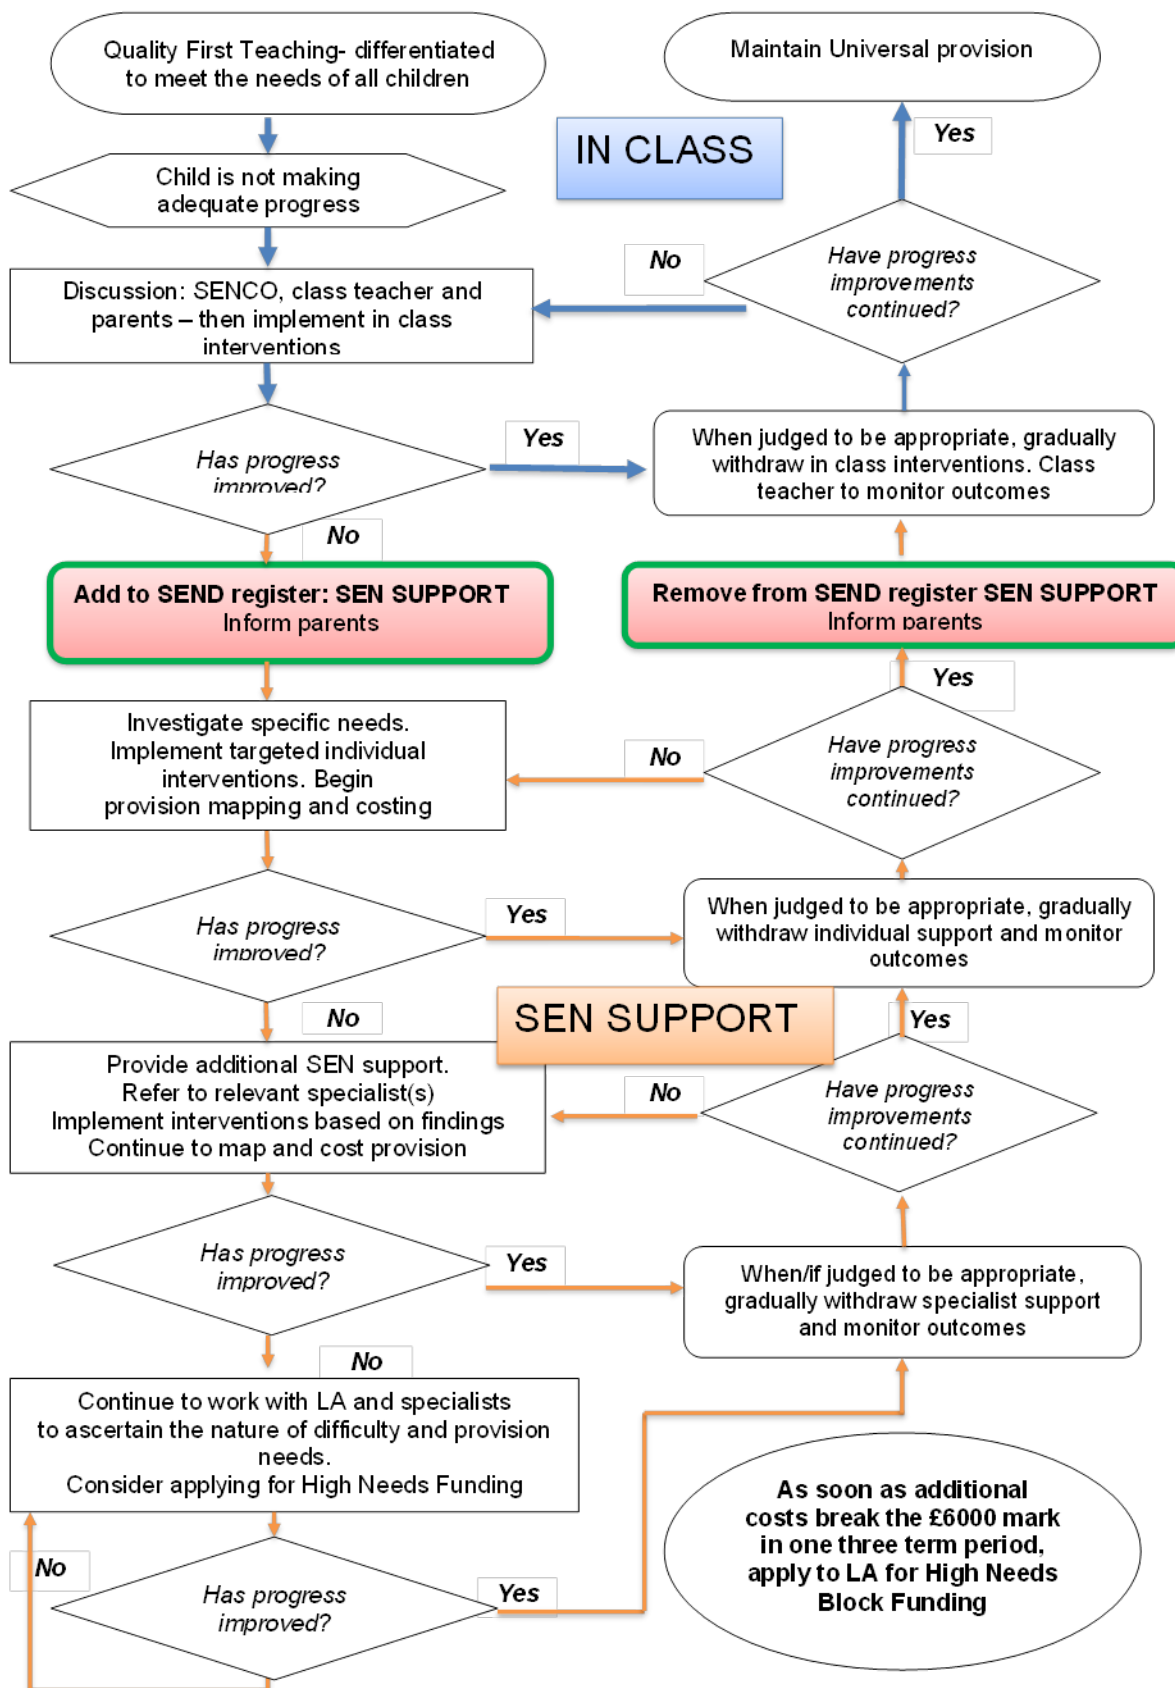 Quality First Teaching- differentiated
to meet the needs of all children
Maintain Universal provision
IN CLASS
Yes
Child is not making
adequate progress
Have progress
improvements
continued?
No
Discussion: SENCO, class teacher and
parents – then implement in class
interventions
Has progress
improved?
Yes
When judged to be appropriate, gradually
withdraw in class interventions. Class
teacher to monitor outcomes
No
Add to SEND register: SEN SUPPORT
Inform parents
Remove from SEND register SEN SUPPORT
Inform parents
Yes
Investigate specific needs.
Implement targeted individual
interventions. Begin
provision mapping and costing
No
Have progress
improvements
continued?
Has progress
improved?
Yes
When judged to be appropriate, gradually
withdraw individual support and monitor
outcomes
No
SEN SUPPORT
Yes
Provide additional SEN support.
Refer to relevant specialist(s)
Implement interventions based on findings
Continue to map and cost provision
No
Have progress
improvements
continued?
Has progress
improved?
Yes
When/if judged to be appropriate,
gradually withdraw specialist support
and monitor outcomes
No
Continue to work with LA and specialists
to ascertain the nature of difficulty and provision
needs.
Consider applying for High Needs Funding
As soon as additional
costs break the £6000 mark
in one three term period,
apply to LA for High Needs
Block Funding
No
Has progress
improved?
Yes